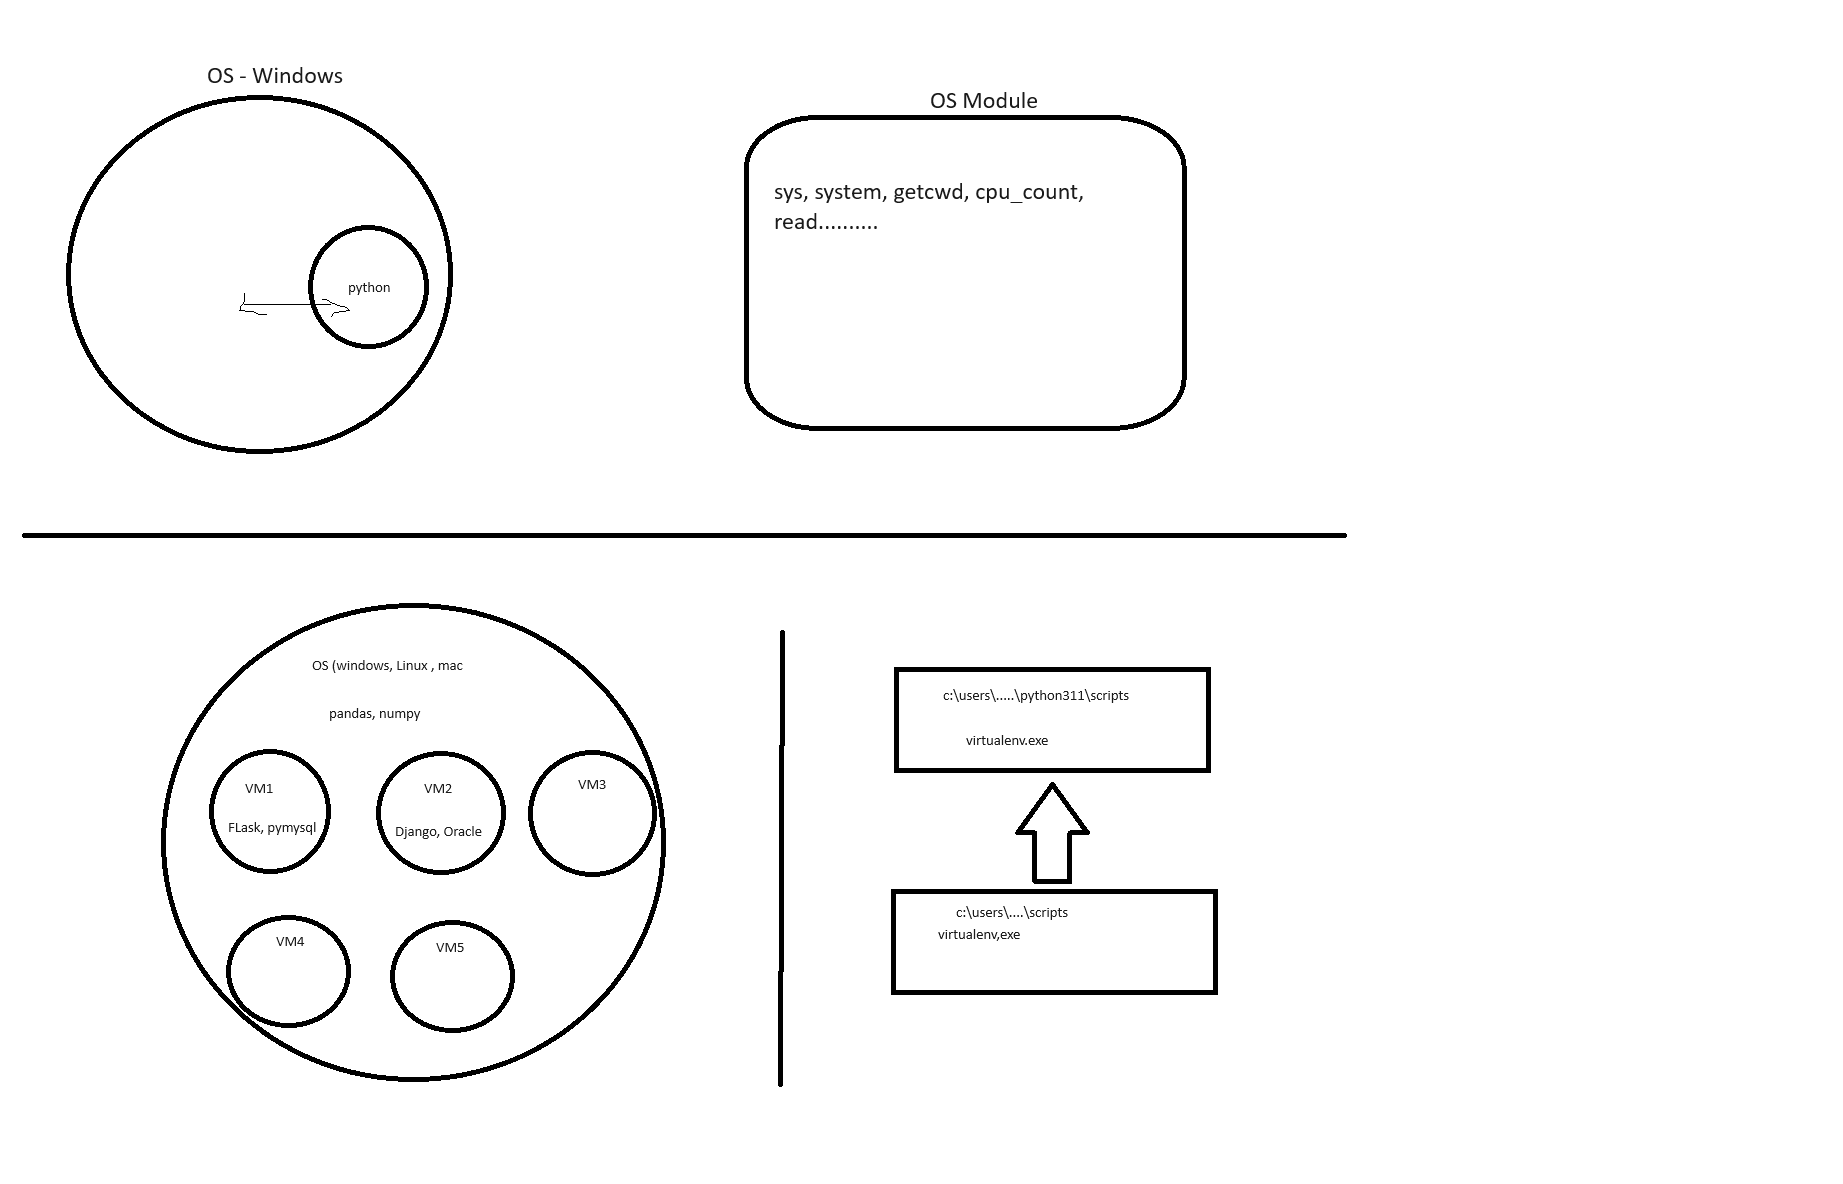 OS - Windows
python
OS Module
sys, system, getcwd, cpu_count,
read..........
OS (windows, Linux , mac
pandas, numpy
VM1
FLask, pymysql
VM2
Django, Oracle
VM3
VM4
VM5
c:\users\.....\python311\scripts
virtualenv.exe
c:\users\....\scripts
virtualenv,exe